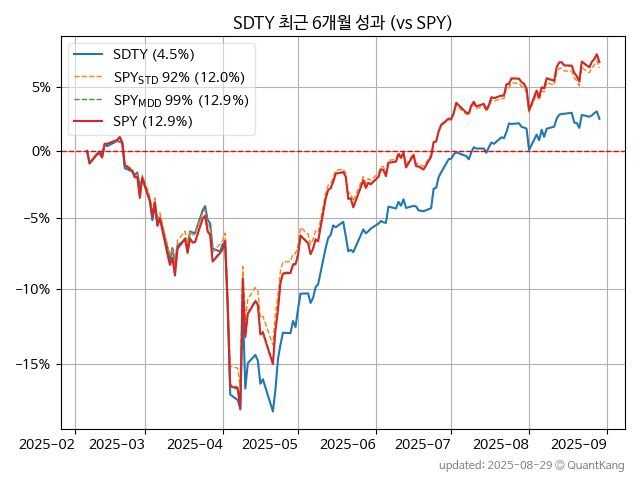 SDTY 최근 6개월 성과 (vs SPY)
SDTY (4.5%)
SPYSTD 92% (12.0%)
SPYMDD 99% (12.9%)
SPY (12.9%)
5%
0%
−5%
−10%
−15%
2025-02 2025-03 2025-04 2025-05 2025-06 2025-07 2025-08 2025-09
updated: 2025-08-29 © QuantKang